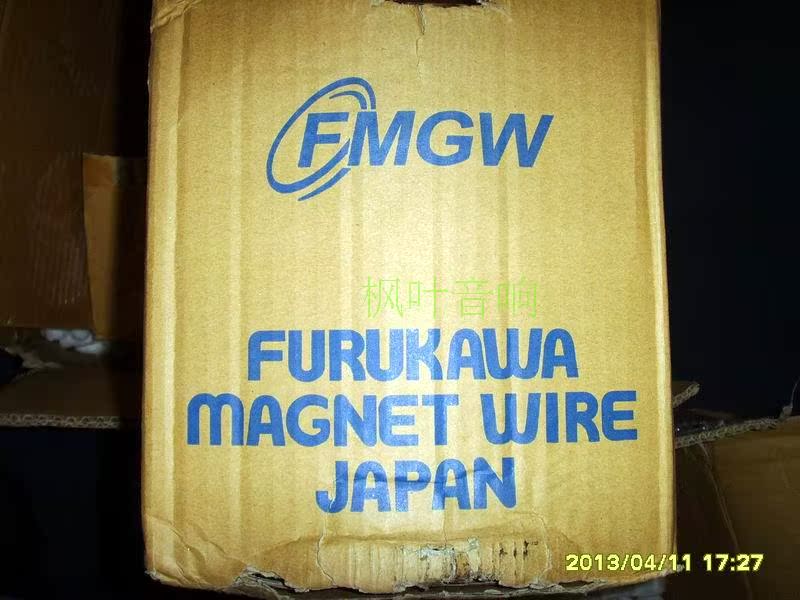 FMGW
枫叶音响
FURUKAWA
MAGNET WIRE
JAPAN
2013/04/11 17:27